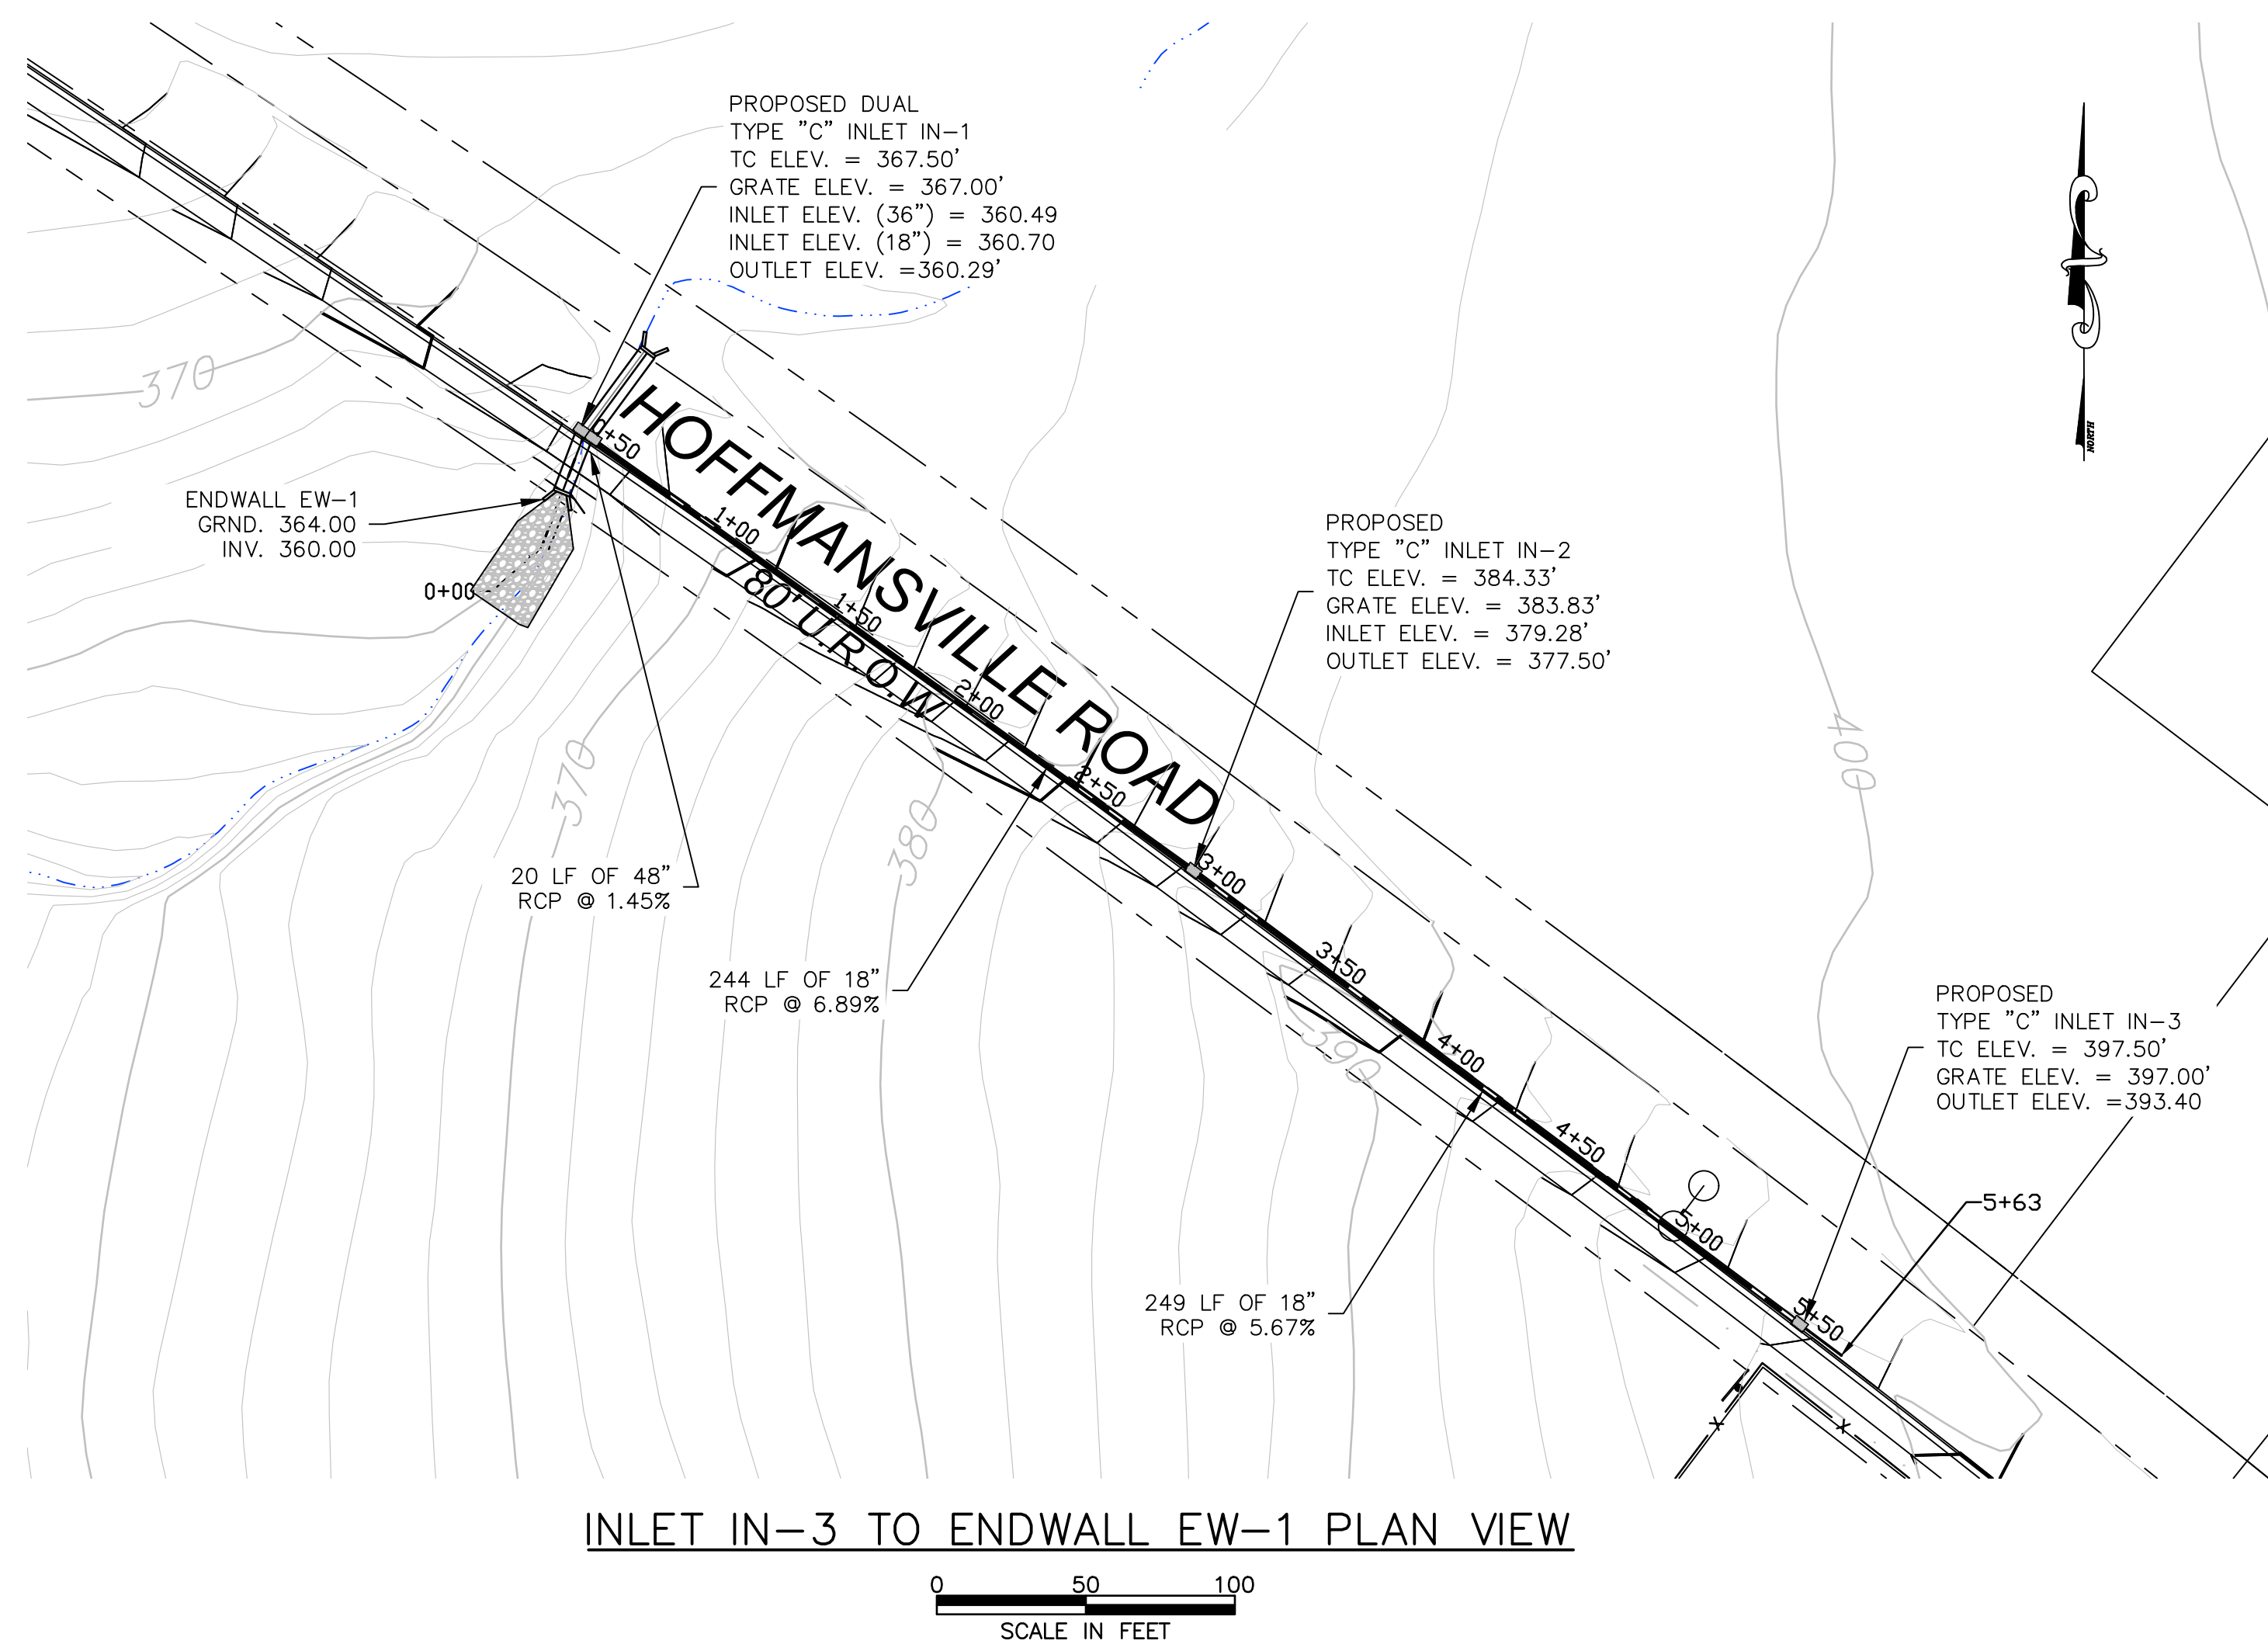 PROPOSED DUAL
TYPE "C" INLET IN-1
TC ELEV. = 367.50'
GRATE ELEV. = 367.00'
INLET ELEV. (36") = 360.49
INLET ELEV. (18") = 360.70
OUTLET ELEV. =360.29'
NORTH
370
HOFFMANSVILLE ROAD
80' U.R.O.W
ENDWALL EW-1
GRND. 364.00
INV. 360.00
0+00
0+50
1+00
1+50
2+00
2+50
3+00
3+50
4+00
4+50
5+00
5+50
5+63
PROPOSED
TYPE "C" INLET IN-2
TC ELEV. = 384.33'
GRATE ELEV. = 383.83'
INLET ELEV. = 379.28'
OUTLET ELEV. = 377.50'
370
380
390
400
20 LF OF 48"
RCP @ 1.45%
244 LF OF 18"
RCP @ 6.89%
PROPOSED
TYPE "C" INLET IN-3
TC ELEV. = 397.50'
GRATE ELEV. = 397.00'
OUTLET ELEV. =393.40
249 LF OF 18"
RCP @ 5.67%
X
X
INLET IN-3 TO ENDWALL EW-1 PLAN VIEW
0 50 100
SCALE IN FEET